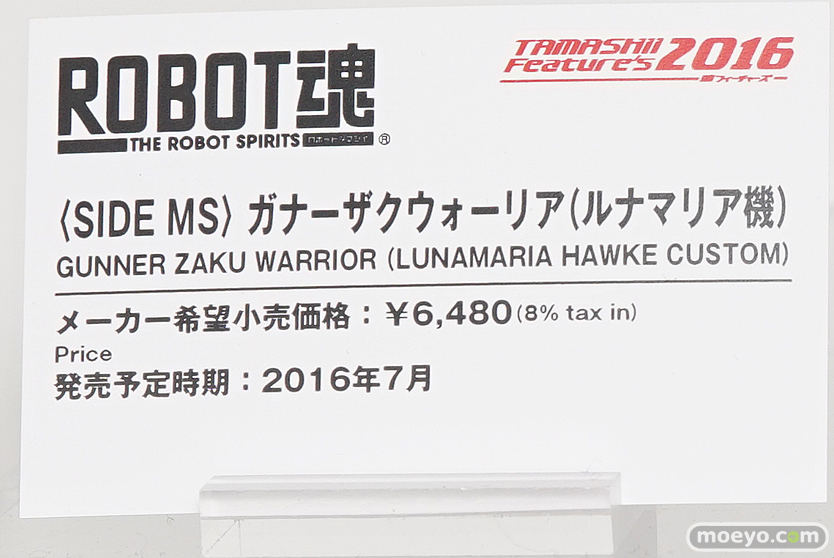 ROBOT魂
THE ROBOT SPIRITS ロボットダマシイ ®
TAMASHII
Feature's 2016
魂フィーチャーズ
〈SIDE MS〉 ガナーザクウォーリア(ルナマリア機)
GUNNER ZAKU WARRIOR (LUNAMARIA HAWKE CUSTOM)
メーカー希望小売価格：￥6,480(8% tax in)
Price
発売予定時期：2016年7月
moeyo.com